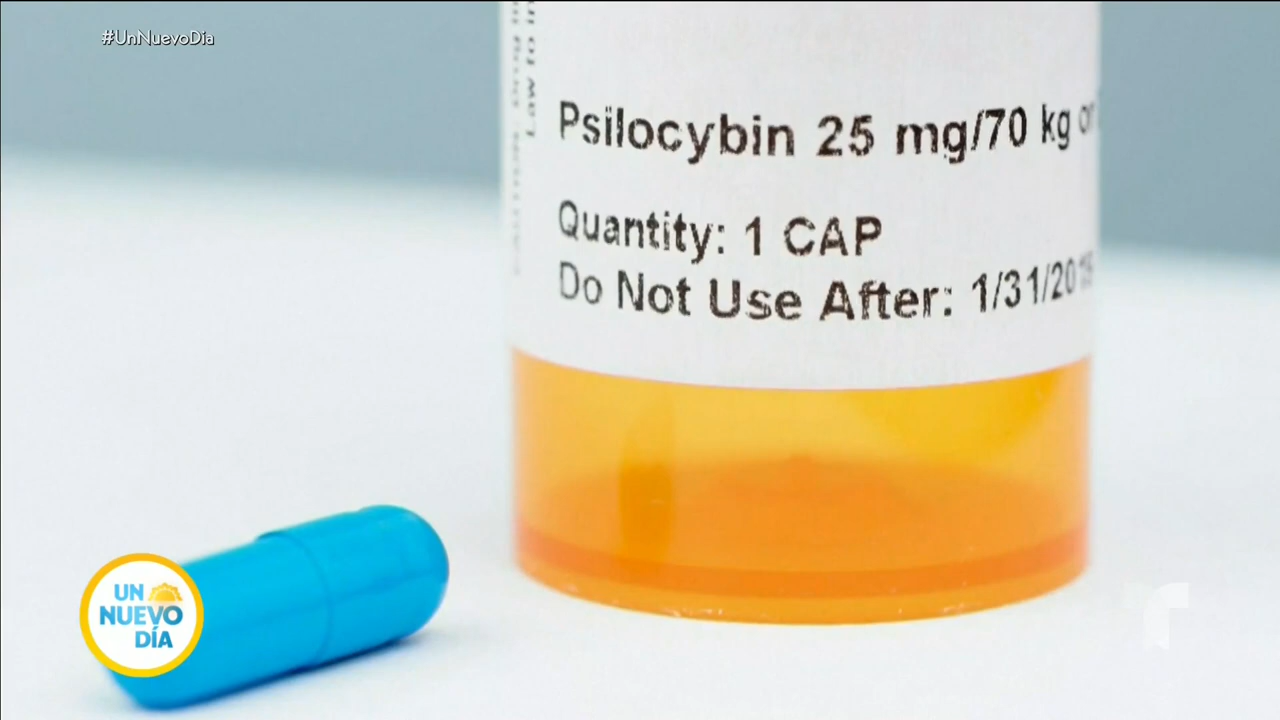 #UnNuevoDia
Psilocybin 25 mg/70 kg
Quantity: 1 CAP
Do Not Use After: 1/31/20
UN
NUEVO
DÍA